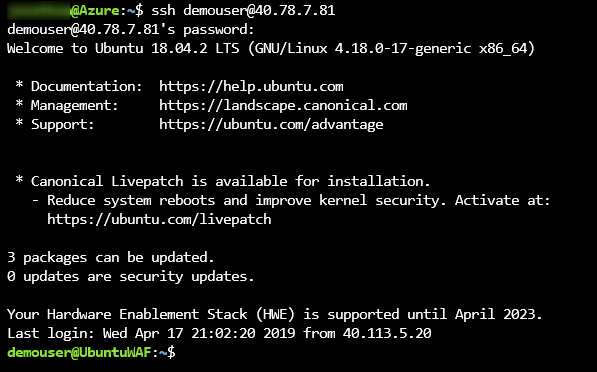 @Azure:~$ ssh demouser@40.78.7.81
demouser@40.78.7.81's password:
Welcome to Ubuntu 18.04.2 LTS (GNU/Linux 4.18.0-17-generic x86_64)
* Documentation:  https://help.ubuntu.com
* Management:     https://landscape.canonical.com
* Support:        https://ubuntu.com/advantage
* Canonical Livepatch is available for installation.
- Reduce system reboots and improve kernel security. Activate at:
https://ubuntu.com/livepatch
3 packages can be updated.
0 updates are security updates.
Your Hardware Enablement Stack (HWE) is supported until April 2023.
Last login: Wed Apr 17 21:02:20 2019 from 40.113.5.20
demouser@UbuntuWAF:~$